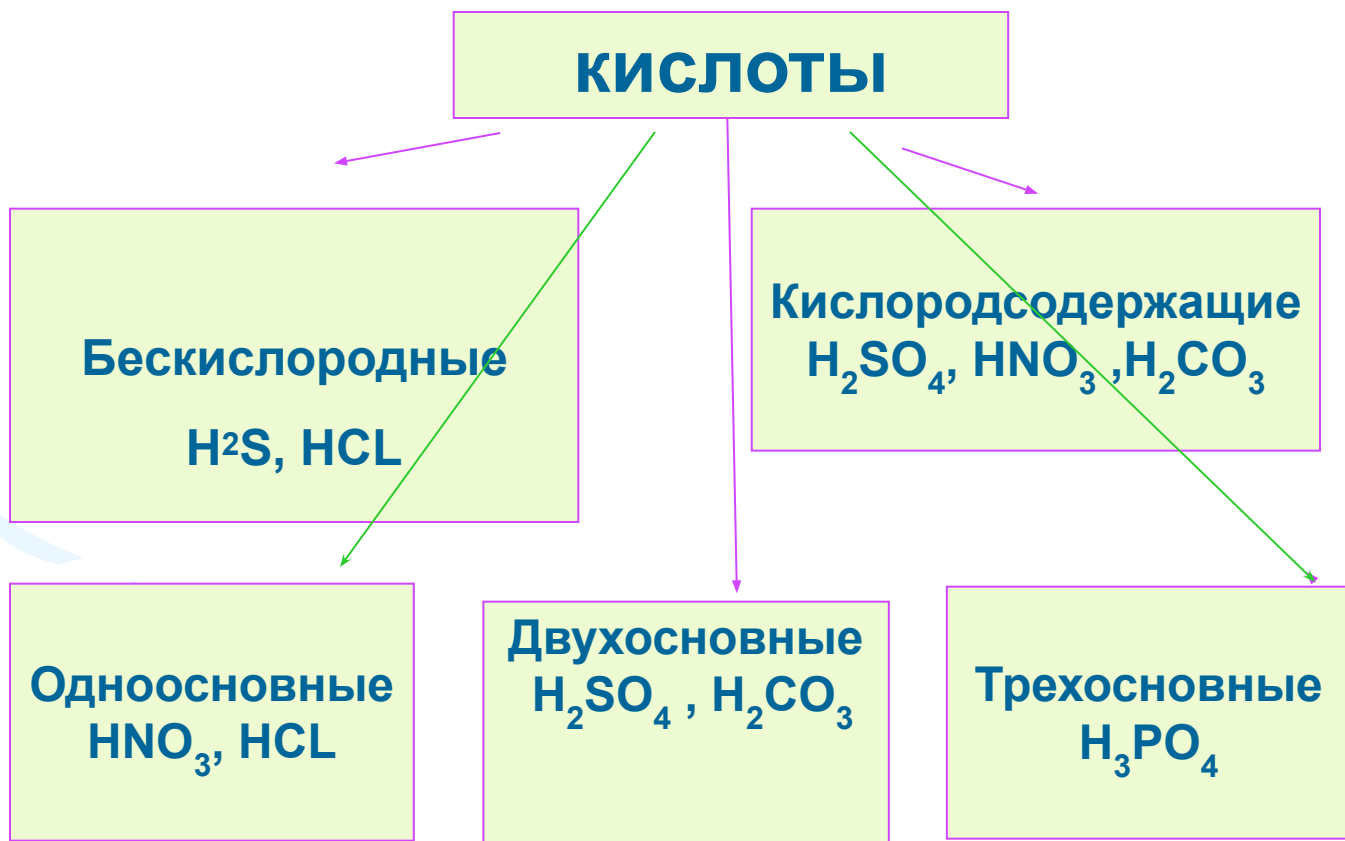 КИСЛОТЫ
Бескислородные
H²S, HCL
Кислородсодержащие
H₂SO₄, HNO₃ ,H₂CO₃
Одноосновные
HNO₃, HCL
Двухосновные
H₂SO₄ , H₂CO₃
Трехосновные
H₃PO₄